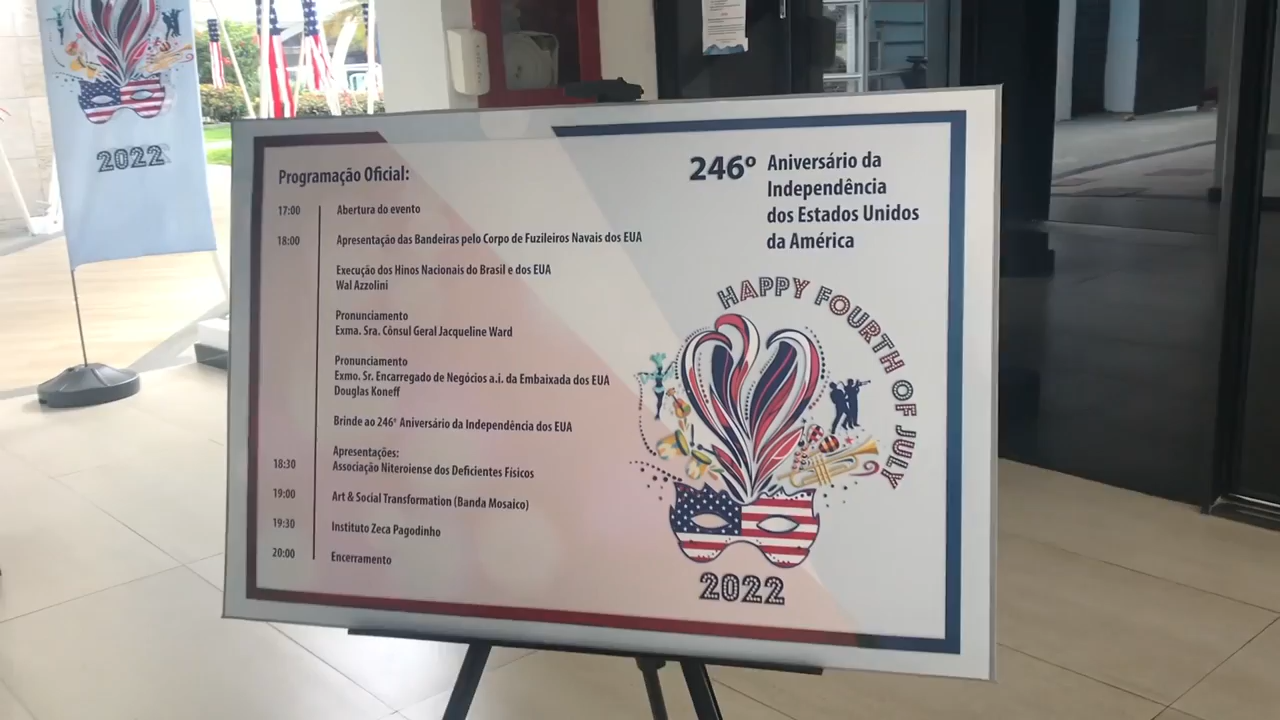 2022
Programação Oficial:
17:00 Abertura do evento
18:00 Apresentação das Bandeiras pelo Corpo de Fuzileiros Navais dos EUA
Execução dos Hinos Nacionais do Brasil e dos EUA
Wal Azzolini
Pronunciamento
Exma. Sra. Cônsul Geral Jacqueline Ward
Pronunciamento
Exmo. Sr. Encarregado de Negócios a.i. da Embaixada dos EUA
Douglas Koneff
Brinde ao 246º Aniversário da Independência dos EUA
Apresentações:
18:30 Associação Niteroiense dos Deficientes Físicos
19:00 Art & Social Transformation (Banda Mosaico)
19:30 Instituto Zeca Pagodinho
20:00 Encerramento
246º Aniversário da
Independência
dos Estados Unidos
da América
HAPPY FOURTH OF JULY
2022